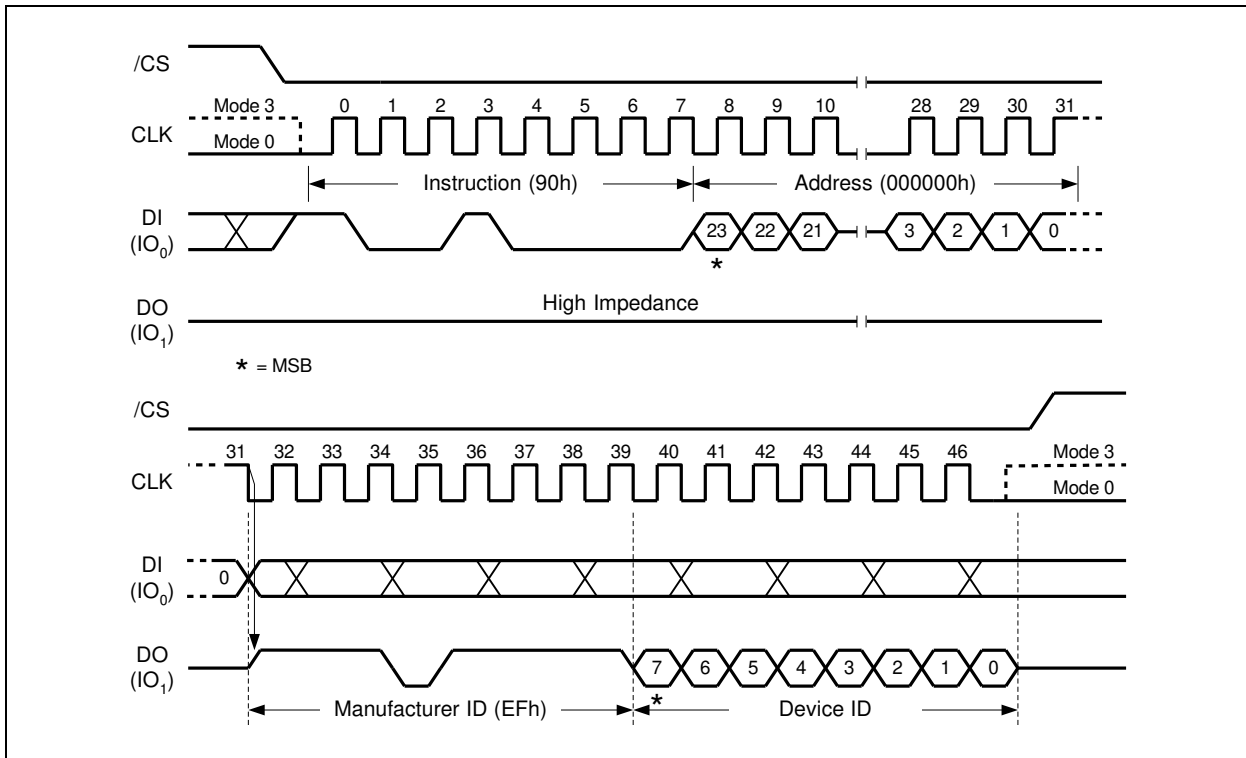 /CS
Mode 3 0 1 2 3 4 5 6 7 8 9 10 28 29 30 31
CLK
Mode 0
Instruction (90h) Address (000000h)
DI
(IO0) 23 22 21 3 2 1 0
*
DO High Impedance
(IO1)
* = MSB
/CS
31 32 33 34 35 36 37 38 39 40 41 42 43 44 45 46 Mode 3
CLK
Mode 0
DI
(IO0) 0
DO
(IO1) 7 6 5 4 3 2 1 0
*
Manufacturer ID (EFh) Device ID